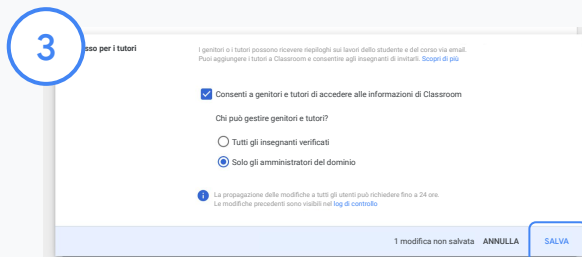 3
sso per i tutori
I genitori o i tutori possono ricevere riepiloghi sui lavori dello studente e del corso via email.
Puoi aggiungere i tutori a Classroom e consentire agli insegnanti di invitarli. Scopri di più
Consenti a genitori e tutori di accedere alle informazioni di Classroom
Chi può gestire genitori e tutori?
Tutti gli insegnanti verificati
Solo gli amministratori del dominio
La propagazione delle modifiche a tutti gli utenti può richiedere fino a 24 ore.
Le modifiche precedenti sono visibili nel log di controllo
1 modifica non salvata ANNULLA SALVA